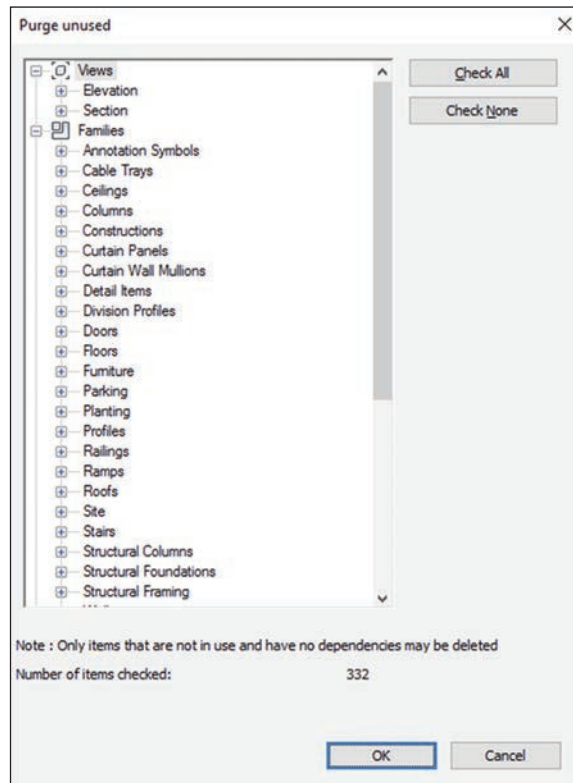 Purge unused
Views
Elevation
Section
Families
Annotation Symbols
Cable Trays
Ceilings
Columns
Constructions
Curtain Panels
Curtain Wall Mullions
Detail Items
Division Profiles
Doors
Floors
Furniture
Parking
Planting
Profiles
Railings
Ramps
Roofs
Site
Stairs
Structural Columns
Structural Foundations
Structural Framing
Check All
Check None
Note : Only items that are not in use and have no dependencies may be deleted
Number of items checked: 332
OK Cancel